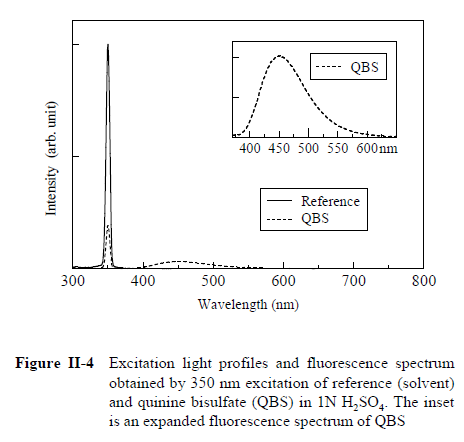 QBS
400 450 500 550 600nm
Intensity (arb. unit)
Reference
QBS
300 400 500 600 700 800
Wavelength (nm)
Figure II-4 Excitation light profiles and fluorescence spectrum
obtained by 350 nm excitation of reference (solvent)
and quinine bisulfate (QBS) in 1N H₂SO₄. The inset
is an expanded fluorescence spectrum of QBS